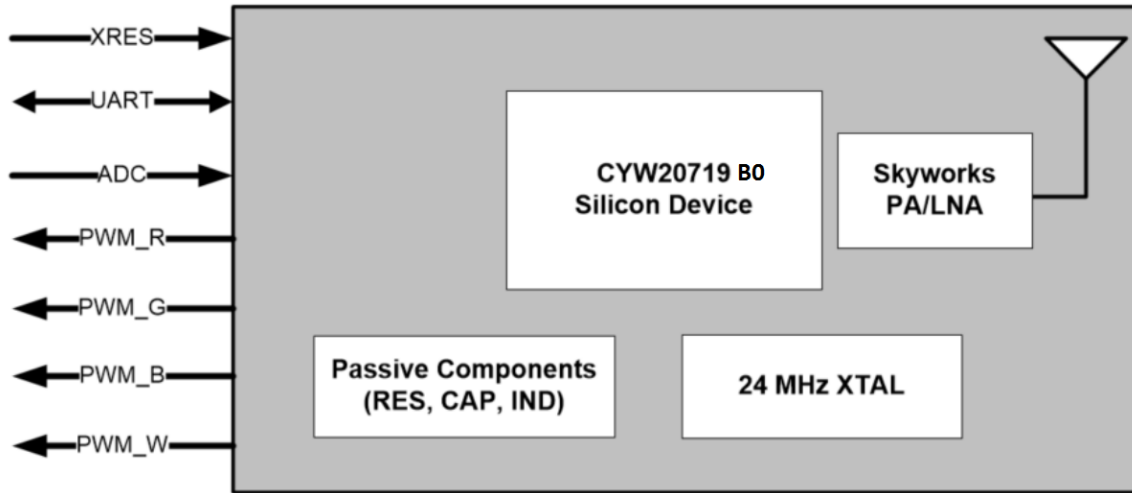 XRES
UART
ADC
PWM_R
PWM_G
PWM_B
PWM_W
CYW20719 B0
Silicon Device
Skyworks
PA/LNA
Passive Components
(RES, CAP, IND)
24 MHz XTAL